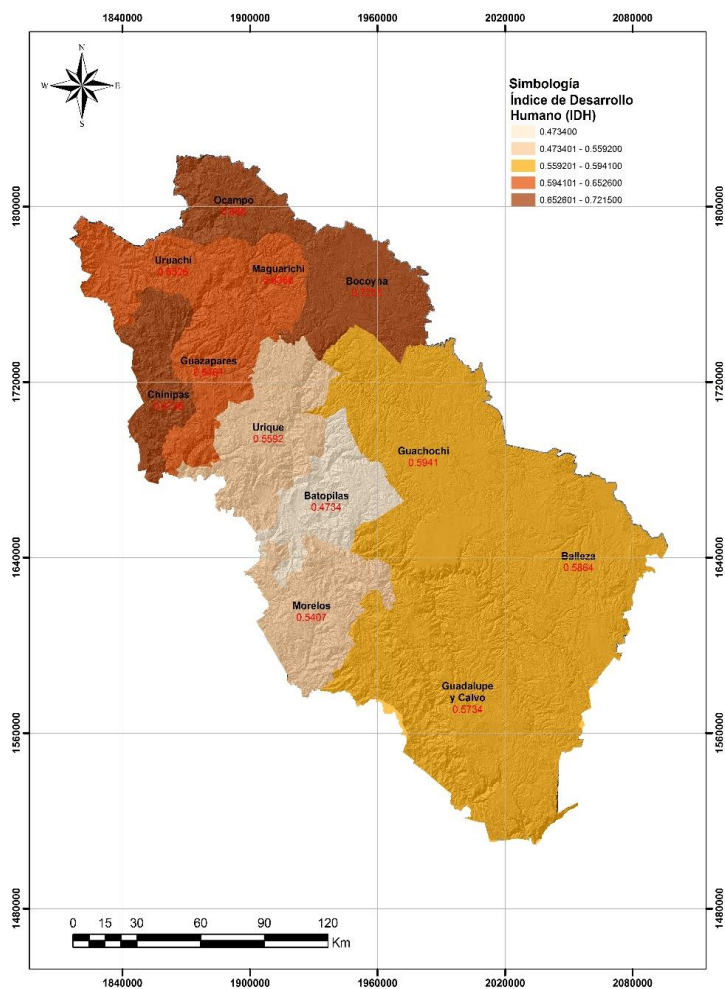 1840000 1900000 1960000 2020000 2080000
N
W E
S
Simbología
Índice de Desarrollo
Humano (IDH)
0.473400
0.473401 - 0.559200
0.559201 - 0.594100
0.594101 - 0.652600
0.652601 - 0.721500
1800000 1800000
1720000 1720000
1640000 1640000
1560000 1560000
1480000 1480000
Ocampo
Uruachi
0.6526
Maguarichi
Bocoyna
Guazapares
Chinipas
Urique
0.5592
Guachochi
0.5941
Batopilas
0.4734
Balleza
0.5864
Morelos
0.5407
Guadalupe
y Calvo
0.5734
0 15 30 60 90 120
Km
1840000 1900000 1960000 2020000 2080000